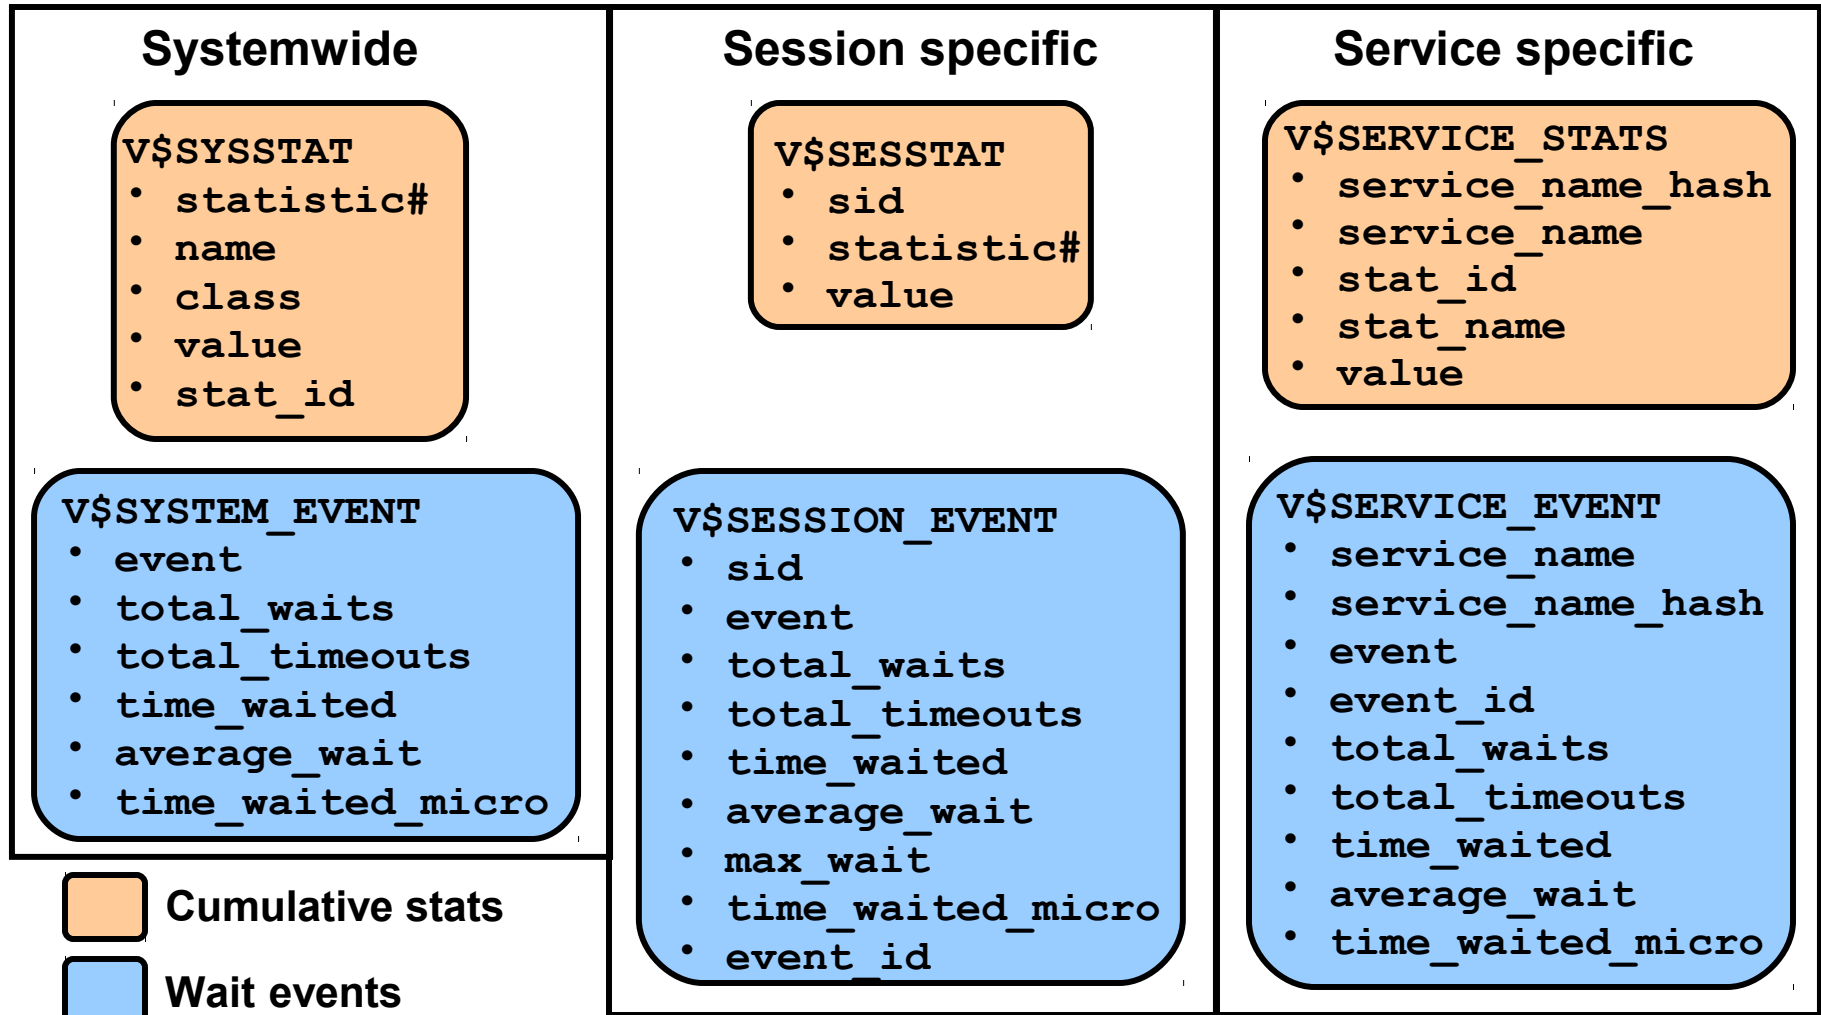 Systemwide
V$SYSSTAT
• statistic#
• name
• class
• value
• stat_id
V$SYSTEM_EVENT
• event
• total_waits
• total_timeouts
• time_waited
• average_wait
• time_waited_micro
Cumulative stats
Wait events
Session specific
V$SESSTAT
• sid
• statistic#
• value
V$SESSION_EVENT
• sid
• event
• total_waits
• total_timeouts
• time_waited
• average_wait
• max_wait
• time_waited_micro
• event_id
Service specific
V$SERVICE_STATS
• service_name_hash
• service_name
• stat_id
• stat_name
• value
V$SERVICE_EVENT
• service_name
• service_name_hash
• event
• event_id
• total_waits
• total_timeouts
• time_waited
• average_wait
• time_waited_micro